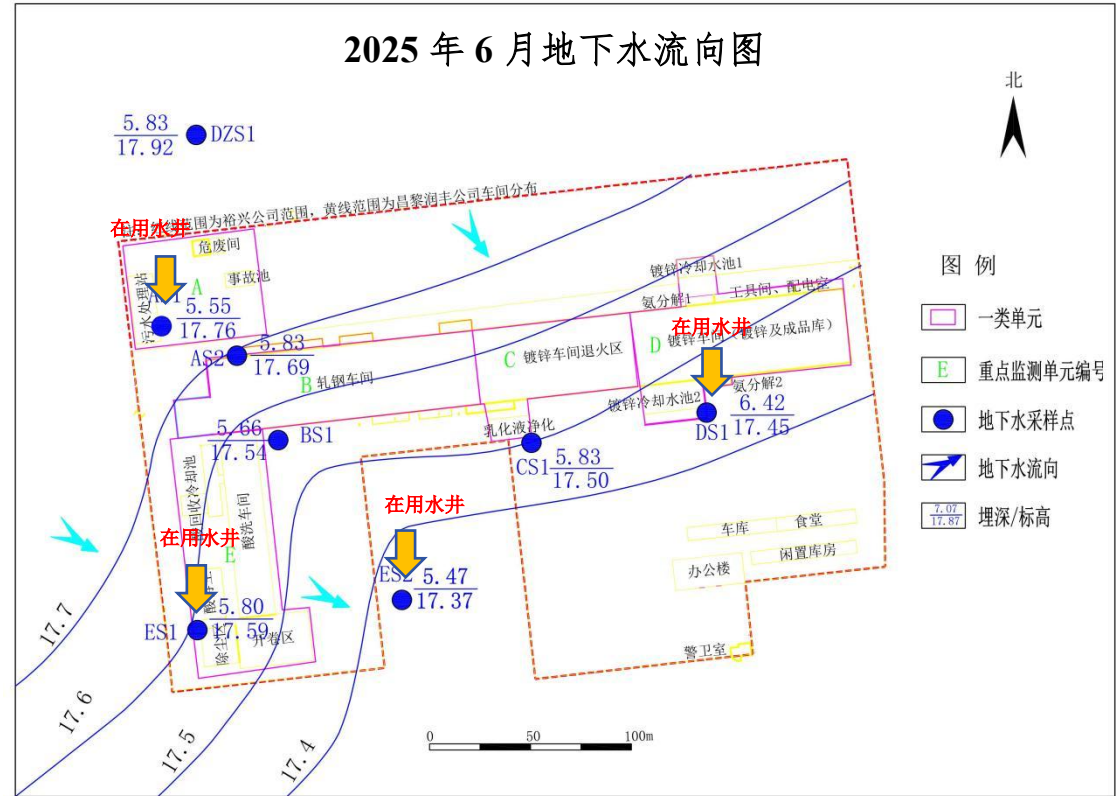 2025 年 6 月地下水流向图
北
5.83
17.92
DZS1
线范围为裕兴公司范围，黄线范围为昌黎润丰公司车间分布
在用水井
危废间
事故池
A
污水处理站
5.55
17.76
AS2
5.83
17.69
B 轧钢车间
C 镀锌车间退火区
镀锌冷却水池1
氨分解1
工具间、配电室
在用水井
D 镀锌车间（镀锌及成品库）
氨分解2
镀锌冷却水池2
DS1
6.42
17.45
5.66
17.54
BS1
乳化液净化
CS1
5.83
17.50
回收冷却池
酸洗车间
在用水井
E
在用水井
ES2
5.47
17.37
ES1
5.80
17.59
除尘区
开卷区
车库
食堂
闲置库房
办公楼
警卫室
17.7
17.6
17.5
17.4
0
50
100m
图 例
一类单元
E
重点监测单元编号
地下水采样点
地下水流向
7.07
17.87
埋深/标高